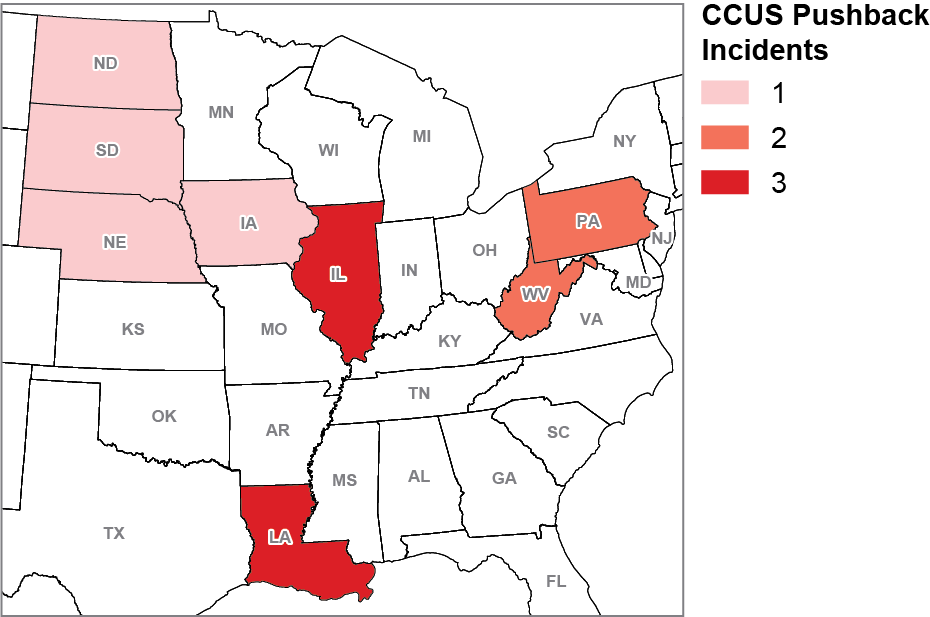 CCUS Pushback
Incidents
1
2
3
ND
MN
SD
WI
MI
NY
NE
IA
IL
IN
OH
PA
NJ
WV
MD
KS
MO
KY
VA
OK
AR
TN
SC
MS
AL
GA
TX
LA
FL